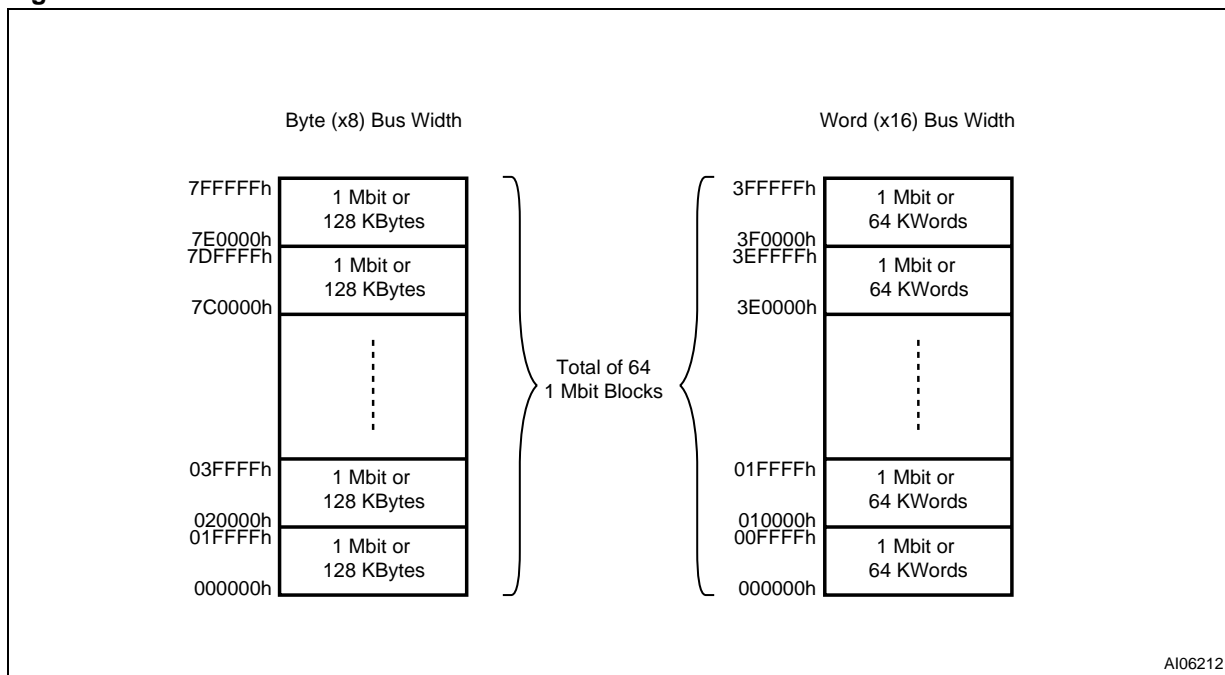 Byte (x8) Bus Width
Word (x16) Bus Width
7FFFFFh
1 Mbit or
128 KBytes
7E0000h
7DFFFFh
1 Mbit or
128 KBytes
7C0000h
03FFFFh
1 Mbit or
128 KBytes
020000h
01FFFFh
1 Mbit or
128 KBytes
000000h
Total of 64
1 Mbit Blocks
3FFFFFh
1 Mbit or
64 KWords
3F0000h
3EFFFFh
1 Mbit or
64 KWords
3E0000h
01FFFFh
1 Mbit or
64 KWords
010000h
00FFFFh
1 Mbit or
64 KWords
000000h
AI06212